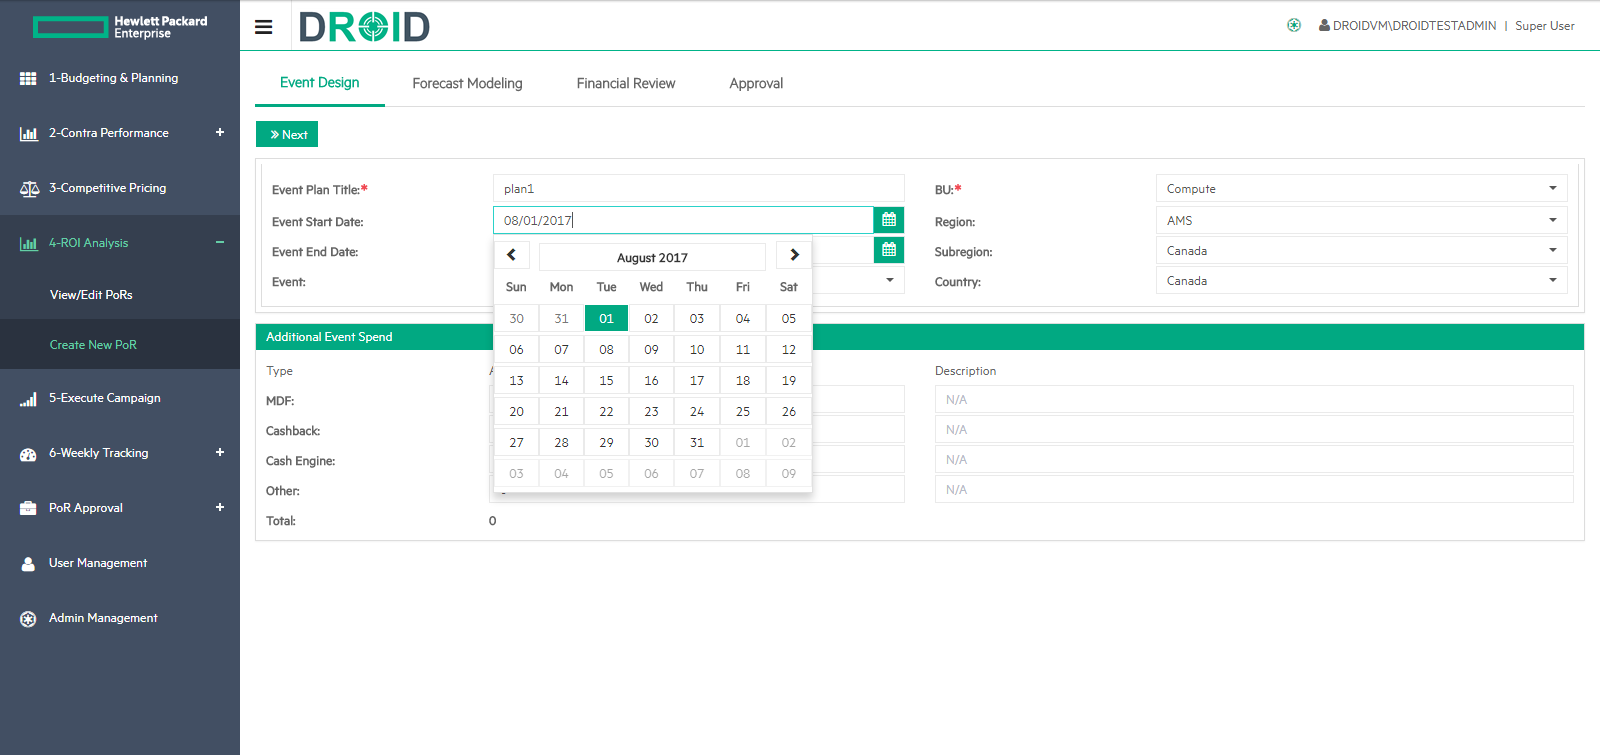 Hewlett Packard
Enterprise
DROID
DROIDVM\DROIDTESTADMIN | Super User
1-Budgeting & Planning
2-Contra Performance +
3-Competitive Pricing
4-ROI Analysis −
View/Edit PoRs
Create New PoR
5-Execute Campaign
6-Weekly Tracking +
PoR Approval +
User Management
Admin Management
Event Design Forecast Modeling Financial Review Approval
» Next
Event Plan Title:* plan1 BU:* Compute
Event Start Date: 08/01/2017 Region: AMS
Event End Date: Subregion: Canada
Event: Country: Canada
August 2017
Sun Mon Tue Wed Thu Fri Sat
30 31 01 02 03 04 05
06 07 08 09 10 11 12
13 14 15 16 17 18 19
20 21 22 23 24 25 26
27 28 29 30 31 01 02
03 04 05 06 07 08 09
Additional Event Spend
Type Description
MDF: N/A
Cashback: N/A
Cash Engine: N/A
Other: N/A
Total: 0